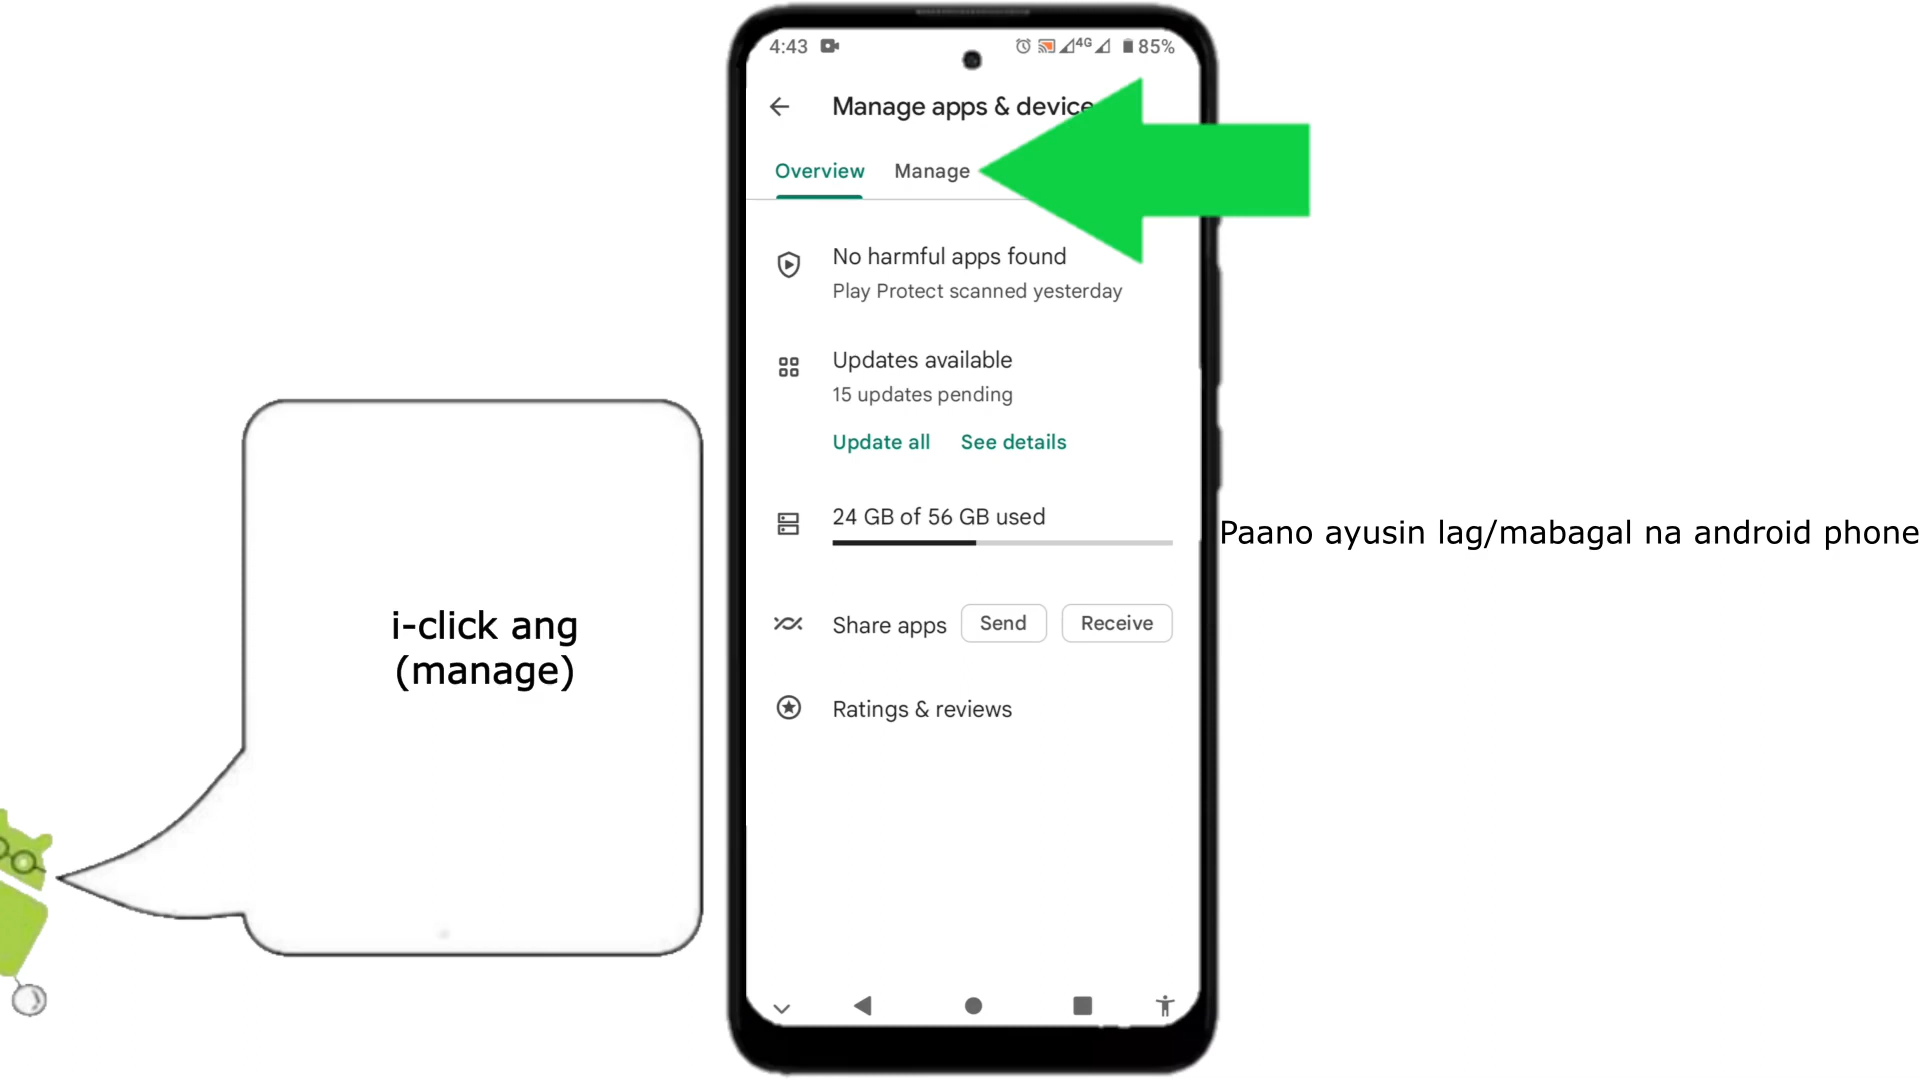 4:43
4G
85%
Manage apps & device
Overview Manage
No harmful apps found
Play Protect scanned yesterday
Updates available
15 updates pending
Update all See details
24 GB of 56 GB used
Share apps Send Receive
Ratings & reviews
i-click ang
(manage)
Paano ayusin lag/mabagal na android phone